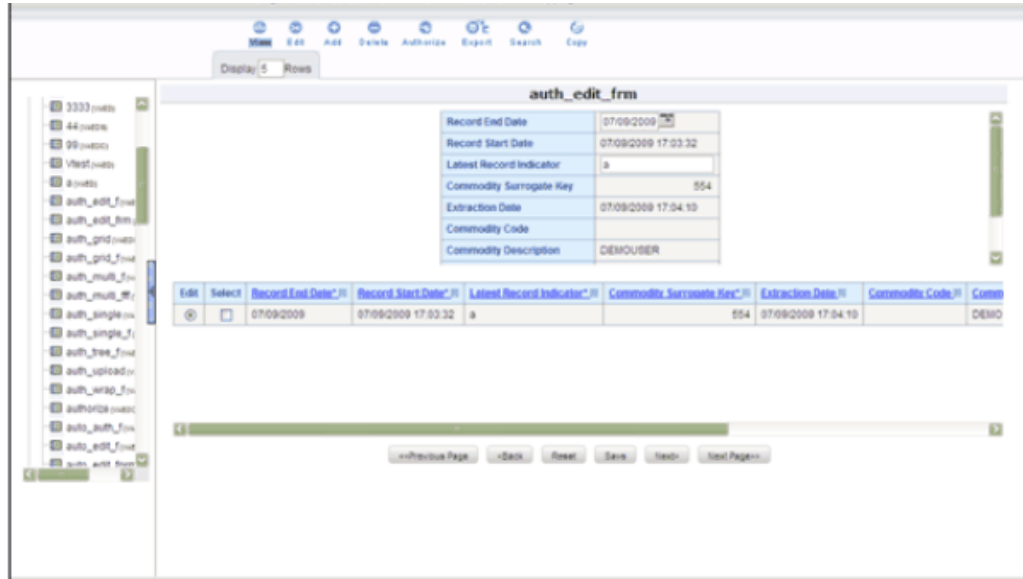 View Edit Add Delete Authorize Export Search Copy
Display 5 Rows
auth_edit_frm
3333
44
99
Vtest
a
auth_edit_f
auth_edit_frm
auth_grid
auth_grid_f
auth_multi_f
auth_multi_fff
auth_single
auth_single_f
auth_tree_f
auth_upload
auth_wrap_f
authorize
auto_auth_f
auto_edit_f
auto_edit_form
Record End Date 07/09/2009
Record Start Date 07/09/2009 17:03:32
Latest Record Indicator a
Commodity Surrogate Key 554
Extraction Date 07/09/2009 17:04:10
Commodity Code
Commodity Description DEMOUSER
Edit Select Record End Date* Record Start Date* Latest Record Indicator* Commodity Surrogate Key* Extraction Date Commodity Code Comm
07/09/2009 07/09/2009 17:03:32 a 554 07/09/2009 17:04:10 DEMO
<<Previous Page <Back Reset Save Next> Next Page>>